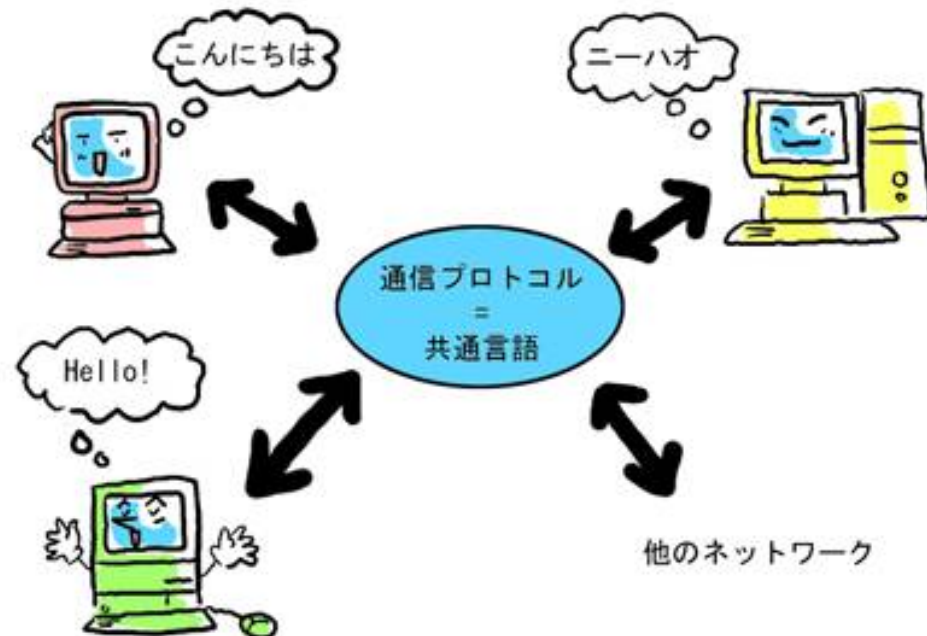 こんにちは
ニーハオ
通信プロトコル
=
共通言語
Hello!
他のネットワーク